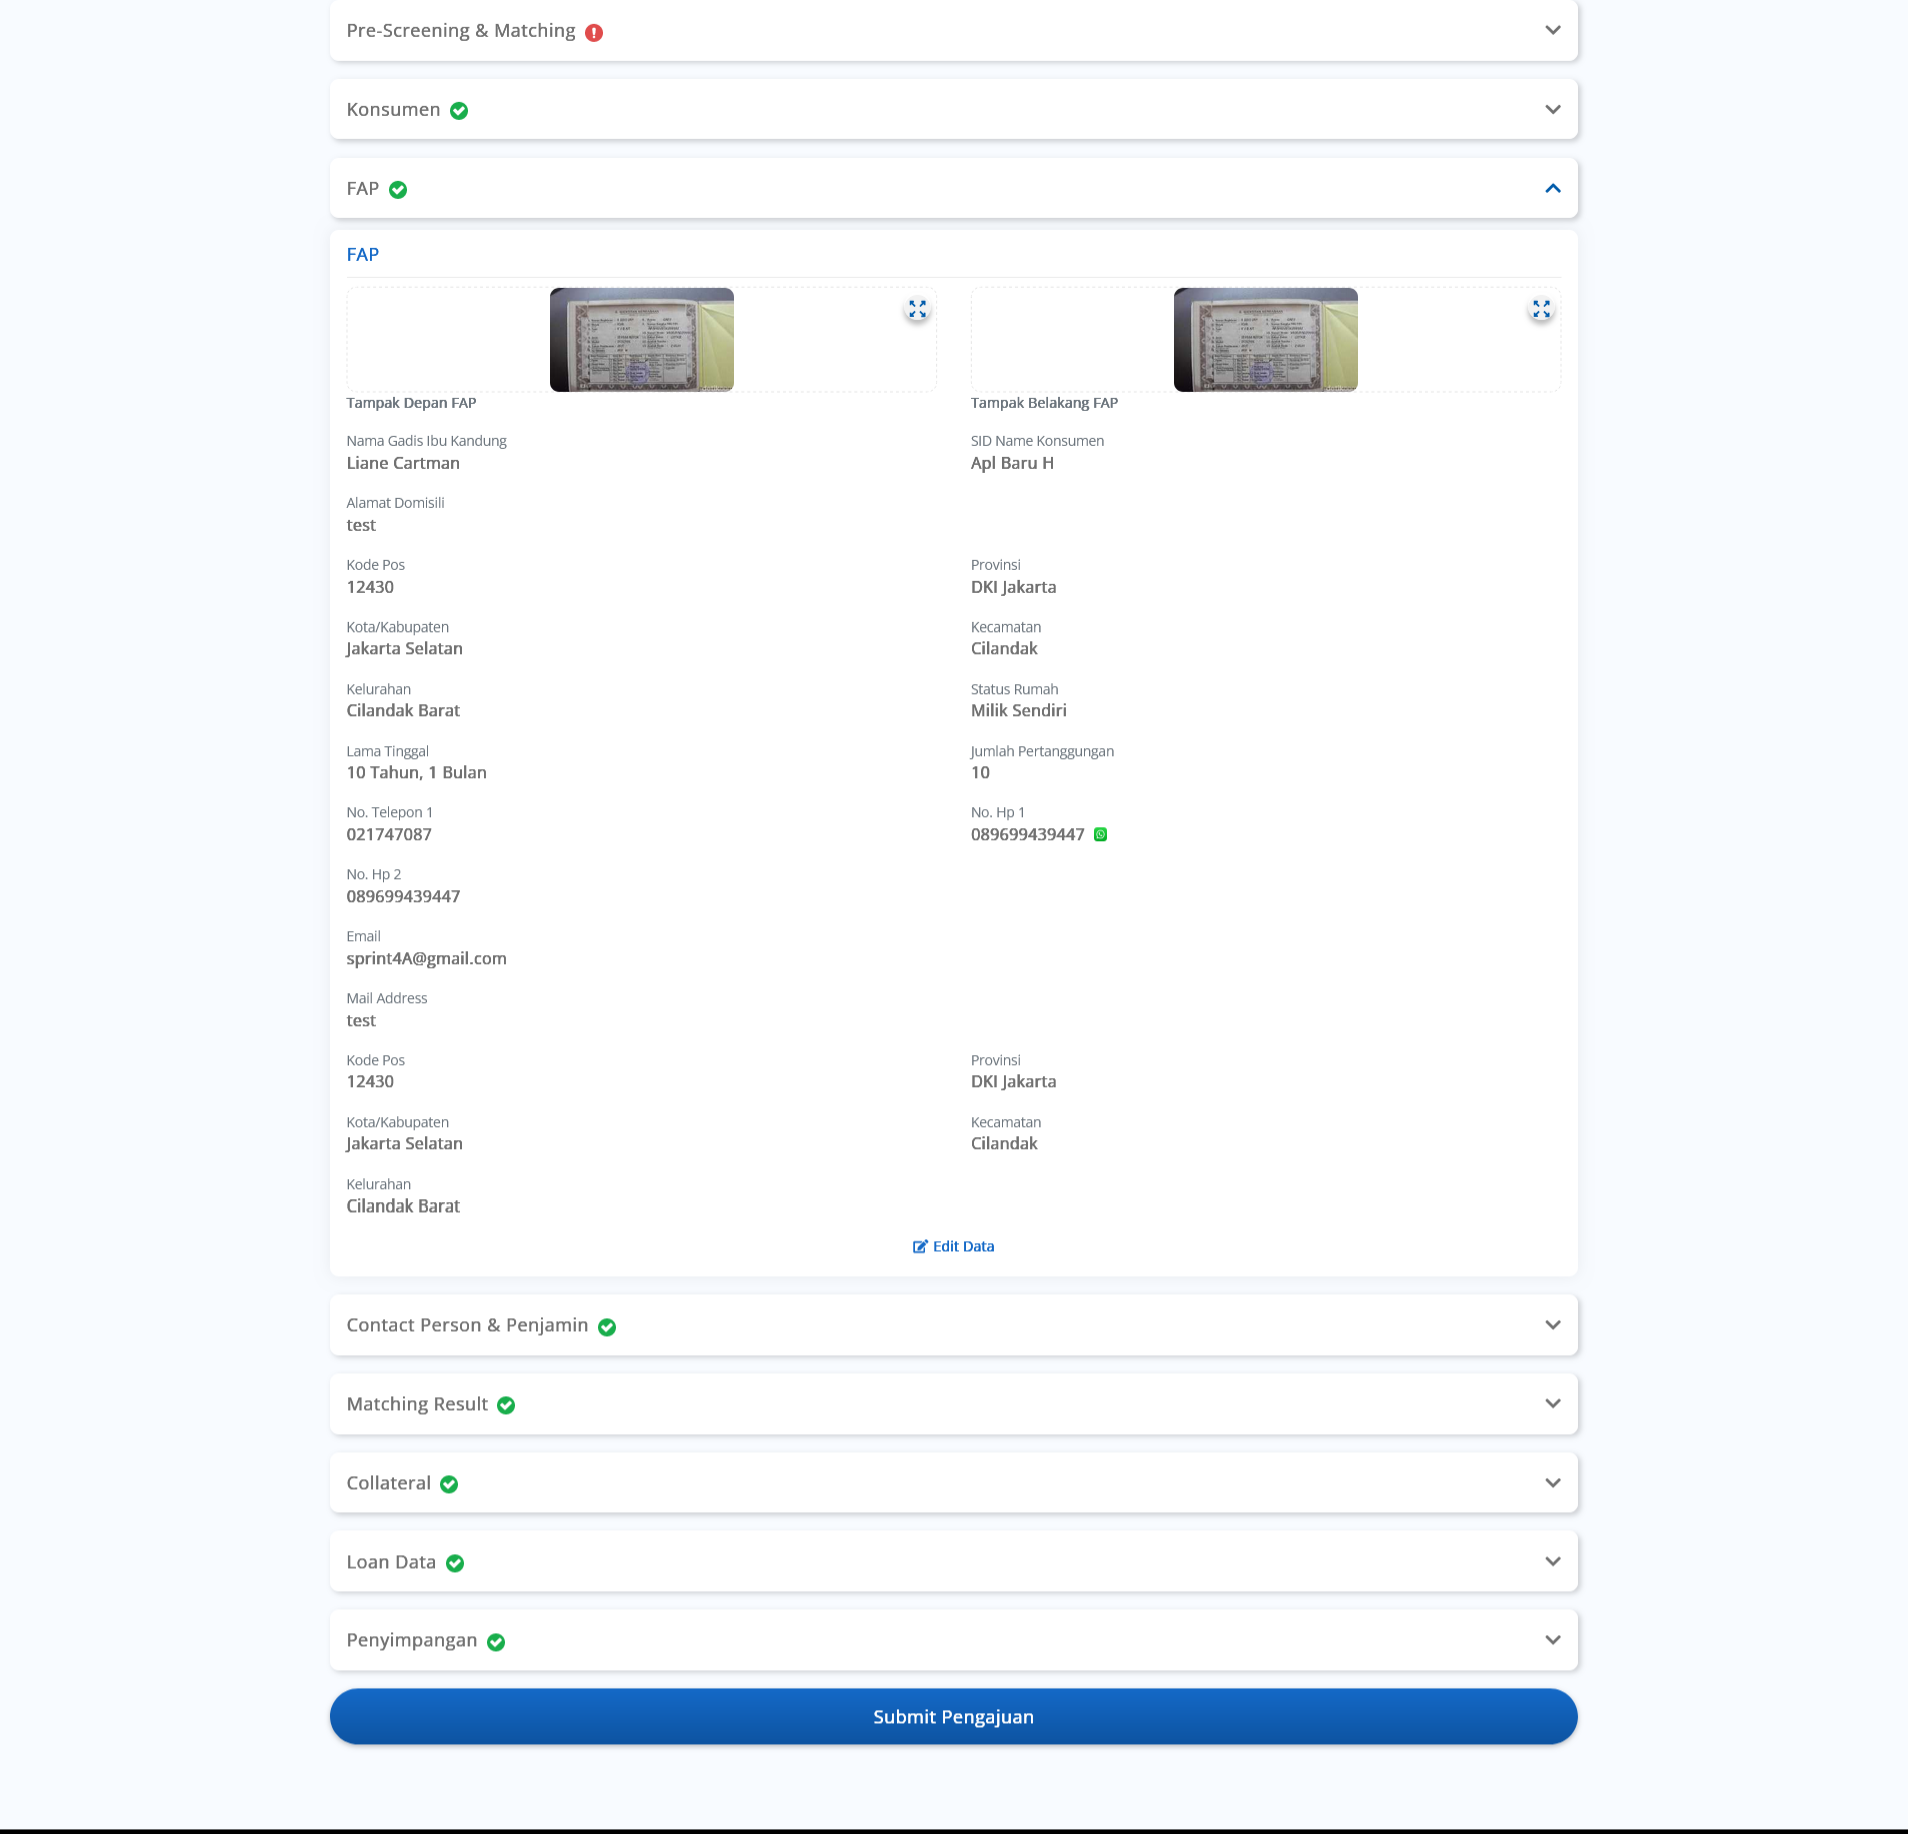 Pre-Screening & Matching
Konsumen
FAP
FAP
Tampak Depan FAP
Tampak Belakang FAP
Nama Gadis Ibu Kandung
Liane Cartman
SID Name Konsumen
Apl Baru H
Alamat Domisili
test
Kode Pos
12430
Provinsi
DKI Jakarta
Kota/Kabupaten
Jakarta Selatan
Kecamatan
Cilandak
Kelurahan
Cilandak Barat
Status Rumah
Milik Sendiri
Lama Tinggal
10 Tahun, 1 Bulan
Jumlah Pertanggungan
10
No. Telepon 1
021747087
No. Hp 1
089699439447
No. Hp 2
089699439447
Email
sprint4A@gmail.com
Mail Address
test
Kode Pos
12430
Provinsi
DKI Jakarta
Kota/Kabupaten
Jakarta Selatan
Kecamatan
Cilandak
Kelurahan
Cilandak Barat
Edit Data
Contact Person & Penjamin
Matching Result
Collateral
Loan Data
Penyimpangan
Submit Pengajuan